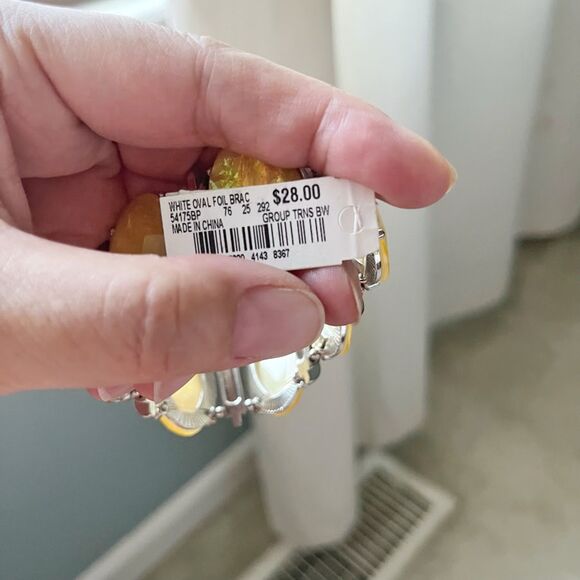 WHITE OVAL FOIL BRAC $28.00
54175BP 76 25 292
MADE IN CHINA GROUP TRNS BW
4143 8367